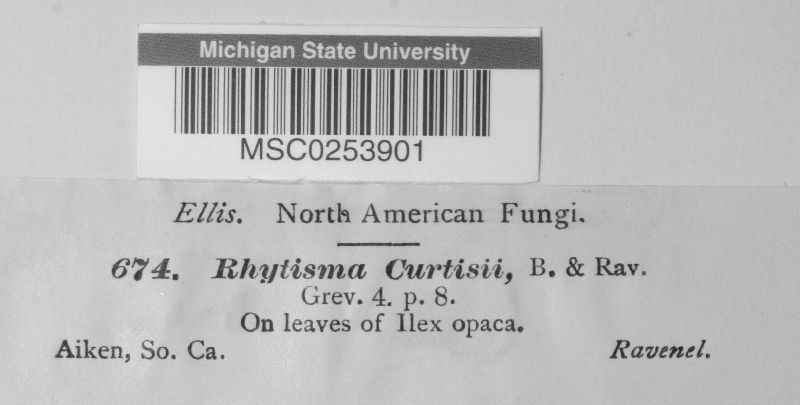 Michigan State University
MSC0253901
Ellis. North American Fungi.
674. Rhytisma Curtisii, B. & Rav.
Grev. 4. p. 8.
On leaves of Ilex opaca.
Aiken, So. Ca. Ravenel.